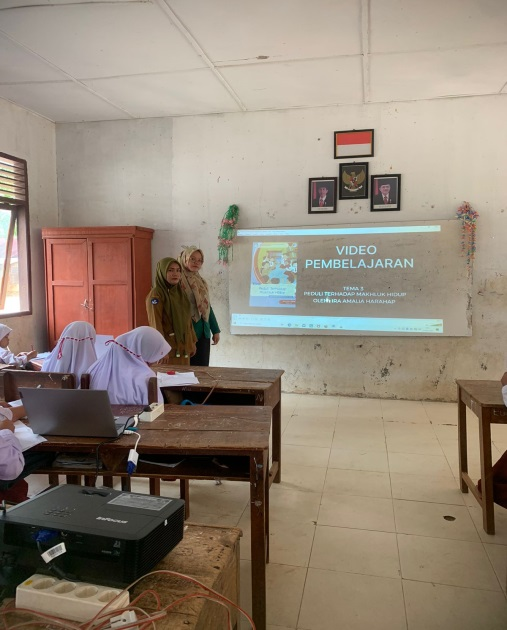 VIDEO
PEMBELAJARAN
TEMA 3
PEDULI TERHADAP MAKHLUK HIDUP
OLEH:IRA AMALIA HARAHAP